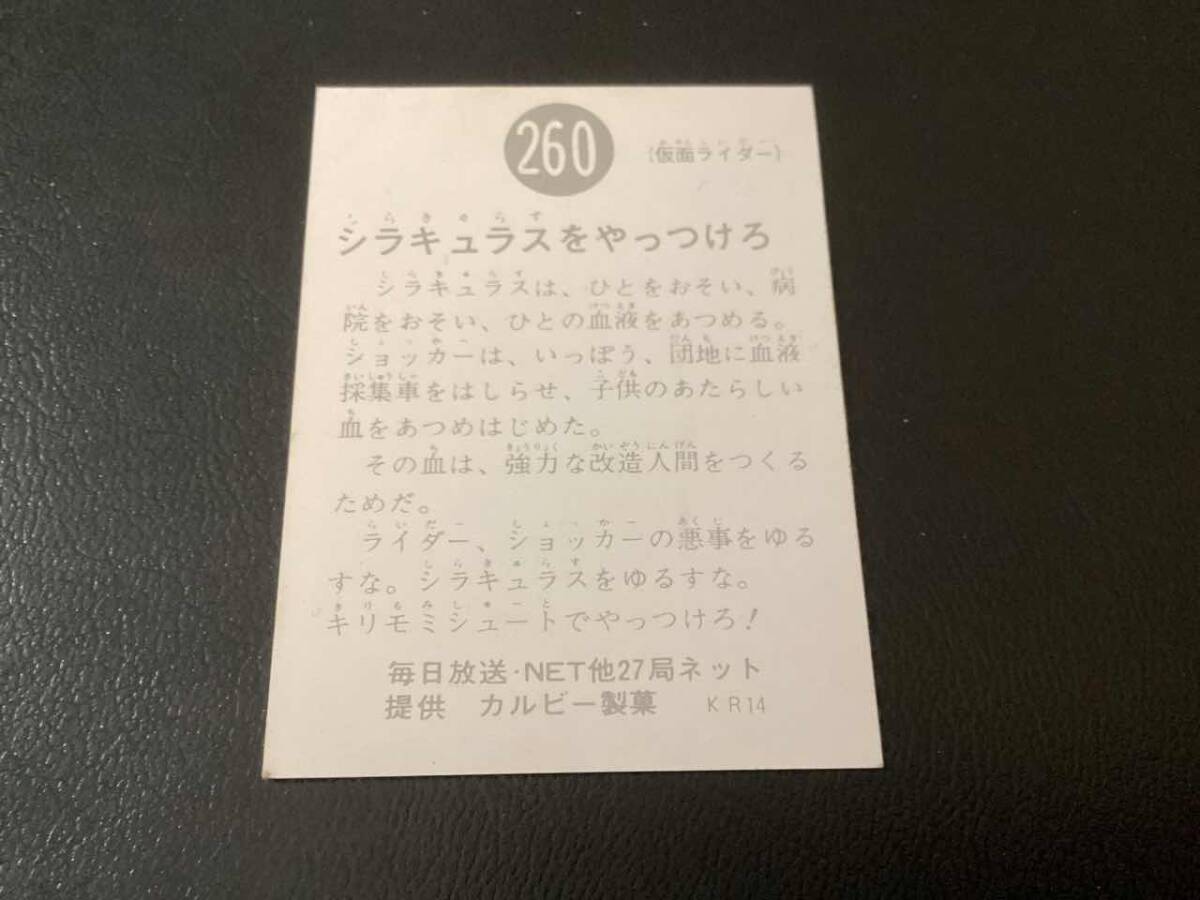 260
(仮面ライダー)
シラキュラスをやっつけろ
シラキュラスは、ひとをおそい、病
院をおそい、ひとの血液をあつめる。
ショッカーは、いっぽう、団地に血液
採集車をはしらせ、子供のあたらしい
血をあつめはじめた。
その血は、強力な改造人間をつくる
ためだ。
ライダー、ショッカーの悪事をゆる
すな。シラキュラスをゆるすな。
キリモミシュートでやっつけろ!
毎日放送・NET他27局ネット
提供 カルビー製菓 KR14